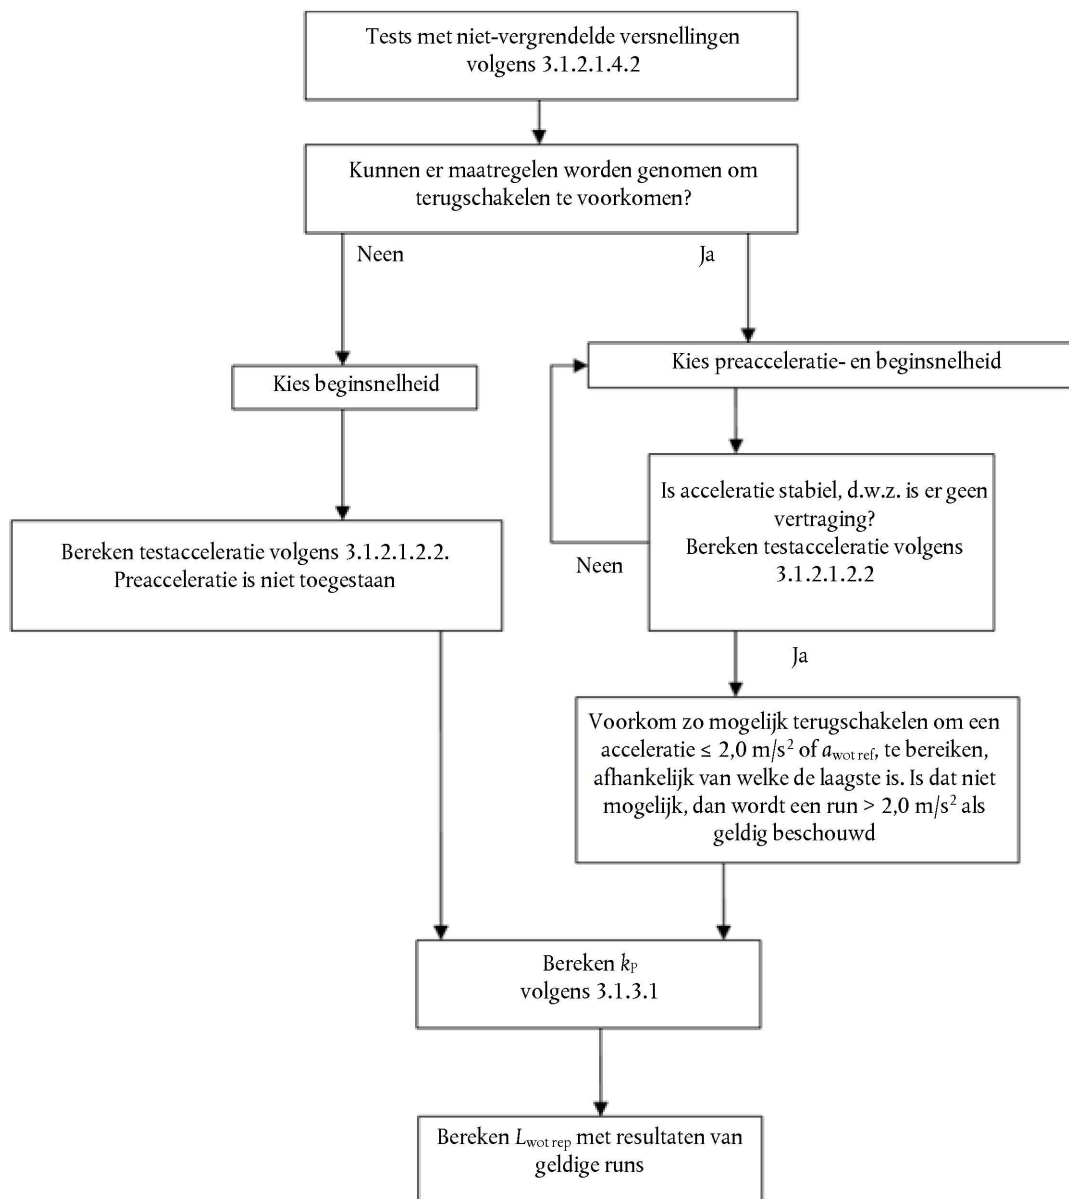 Tests met niet-vergrendelde versnellingen
volgens 3.1.2.1.4.2
Kunnen er maatregelen worden genomen om
terugschakelen te voorkomen?
Neen
Ja
Kies beginsnelheid
Kies preacceleratie- en beginsnelheid
Is acceleratie stabiel, d.w.z. is er geen
vertraging?
Bereken testacceleratie volgens
3.1.2.1.2.2
Neen
Bereken testacceleratie volgens 3.1.2.1.2.2.
Preacceleratie is niet toegestaan
Ja
Voorkom zo mogelijk terugschakelen om een
acceleratie ≤ 2,0 m/s² of a wot ref, te bereiken,
afhankelijk van welke de laagste is. Is dat niet
mogelijk, dan wordt een run > 2,0 m/s² als
geldig beschouwd
Bereken kP
volgens 3.1.3.1
Bereken L wot rep met resultaten van
geldige runs